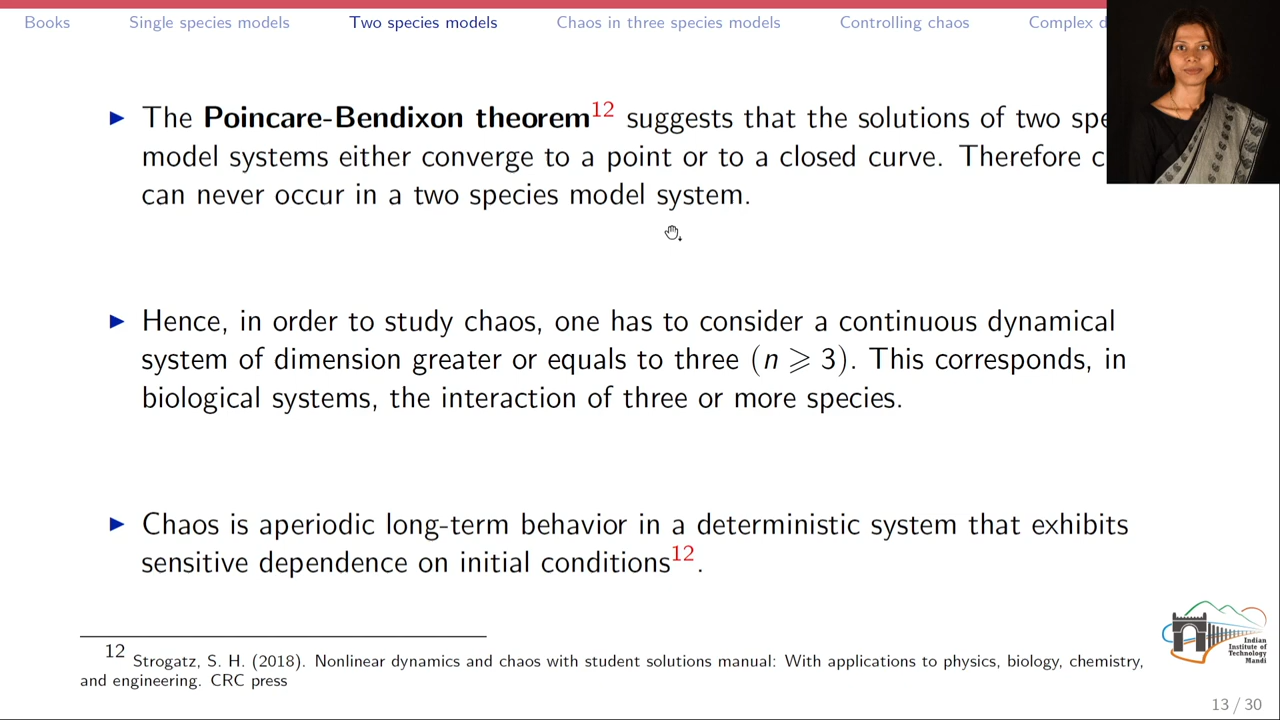 Books Single species models Two species models Chaos in three species models Controlling chaos Complex
▶ The Poincare-Bendixon theorem12 suggests that the solutions of two
model systems either converge to a point or to a closed curve. Therefore
can never occur in a two species model system.
▶ Hence, in order to study chaos, one has to consider a continuous dynamical
system of dimension greater or equals to three (n ⩾ 3). This corresponds, in
biological systems, the interaction of three or more species.
▶ Chaos is aperiodic long-term behavior in a deterministic system that exhibits
sensitive dependence on initial conditions12.
12 Strogatz, S. H. (2018). Nonlinear dynamics and chaos with student solutions manual: With applications to physics, biology, chemistry,
and engineering. CRC press
Indian
Institute of
Technology
Mandi
13 / 30